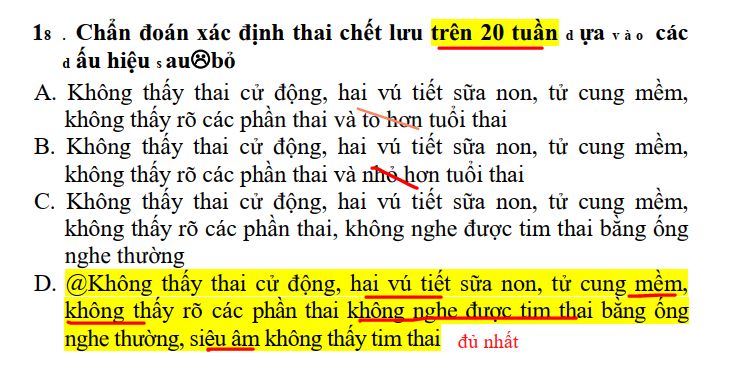 18 . Chẩn đoán xác định thai chết lưu trên 20 tuần dựa vào các
dấu hiệu sau☹bỏ
A. Không thấy thai cử động, hai vú tiết sữa non, tử cung mềm,
không thấy rõ các phần thai và to hơn tuổi thai
B. Không thấy thai cử động, hai vú tiết sữa non, tử cung mềm,
không thấy rõ các phần thai và nhỏ hơn tuổi thai
C. Không thấy thai cử động, hai vú tiết sữa non, tử cung mềm,
không thấy rõ các phần thai, không nghe được tim thai bằng ống
nghe thường
D. @Không thấy thai cử động, hai vú tiết sữa non, tử cung mềm,
không thấy rõ các phần thai không nghe được tim thai bằng ống
nghe thường, siêu âm không thấy tim thai đủ nhất